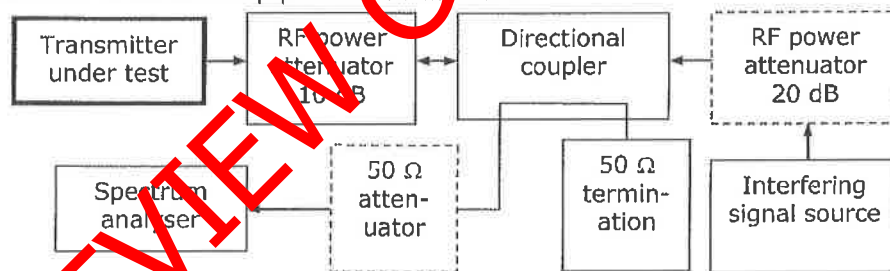 Transmitter
under test
RF power
attenuator
10 dB
Directional
coupler
RF power
attenuator
20 dB
Spectrum
analyser
50 Ω
atten-
uator
50 Ω
termin-
ation
Interfering
signal source